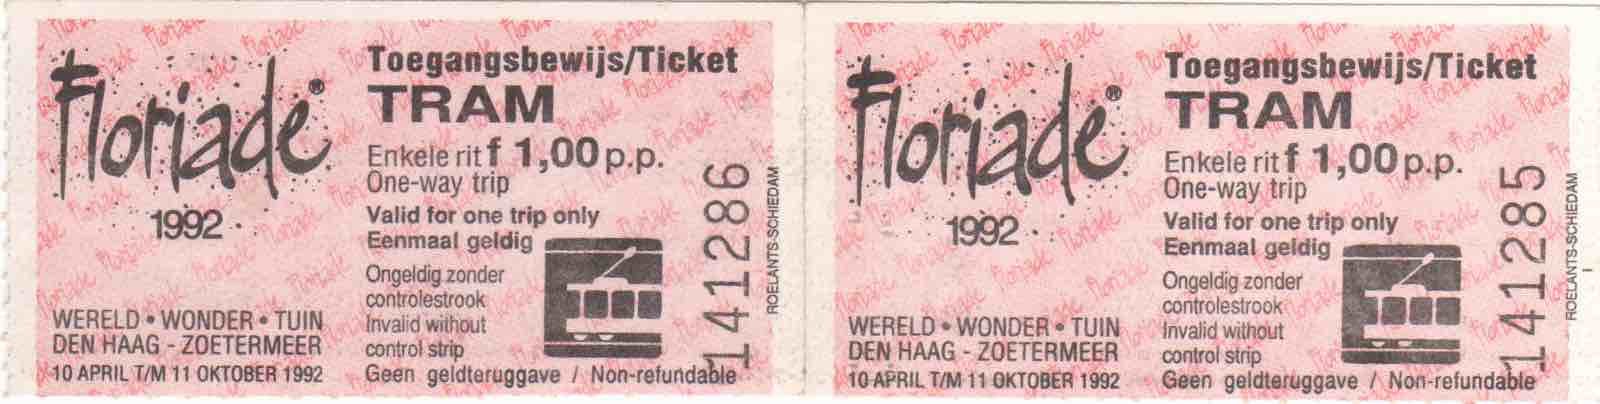 Floriade®
1992
WERELD • WONDER • TUIN
DEN HAAG - ZOETERMEER
10 APRIL T/M 11 OKTOBER 1992
Toegangsbewijs/Ticket
TRAM
Enkele rit f 1,00 p.p.
One-way trip
Valid for one trip only
Eenmaal geldig
Ongeldig zonder
controlestrook
Invalid without
control strip
Geen geldteruggave / Non-refundable
141286
ROELANTS-SCHIEDAM
Floriade®
1992
WERELD • WONDER • TUIN
DEN HAAG - ZOETERMEER
10 APRIL T/M 11 OKTOBER 1992
Toegangsbewijs/Ticket
TRAM
Enkele rit f 1,00 p.p.
One-way trip
Valid for one trip only
Eenmaal geldig
Ongeldig zonder
controlestrook
Invalid without
control strip
Geen geldteruggave / Non-refundable
141285
ROELANTS-SCHIEDAM